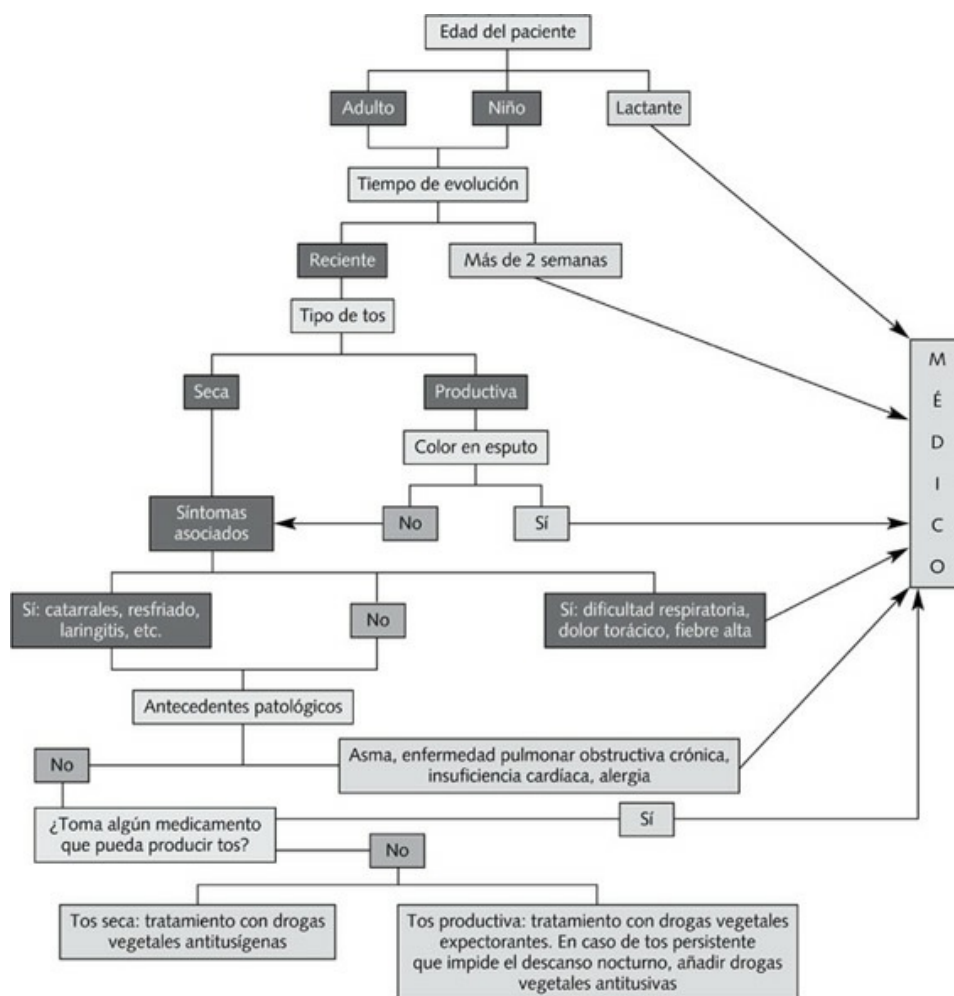 Edad del paciente
Adulto
Niño
Lactante
Tiempo de evolución
Reciente
Más de 2 semanas
Tipo de tos
Seca
Productiva
Color en esputo
Síntomas
asociados
No
Sí
MÉDICO
Sí: catarrales, resfriado,
laringitis, etc.
No
Sí: dificultad respiratoria,
dolor torácico, fiebre alta
Antecedentes patológicos
No
Asma, enfermedad pulmonar obstructiva crónica,
insuficiencia cardíaca, alergia
¿Toma algún medicamento
que pueda producir tos?
Sí
No
Tos seca: tratamiento con drogas
vegetales antitusígenas
Tos productiva: tratamiento con drogas vegetales
expectorantes. En caso de tos persistente
que impide el descanso nocturno, añadir drogas
vegetales antitusivas